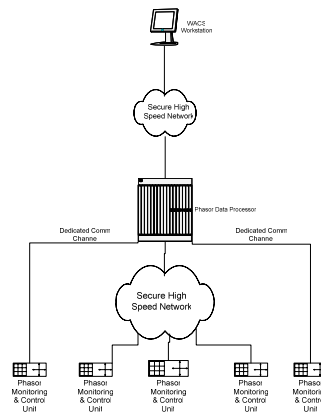 WACS
Workstation
Secure High
Speed Network
Phasor Data Processor
Dedicated Comm
Channe
Dedicated Comm
Channe
Secure High
Speed Network
Phasor
Monitoring
& Control
Unit
Phasor
Monitoring
& Control
Unit
Phasor
Monitoring
& Control
Unit
Phasor
Monitoring
& Control
Unit
Phasor
Monitoring
& Control
Unit